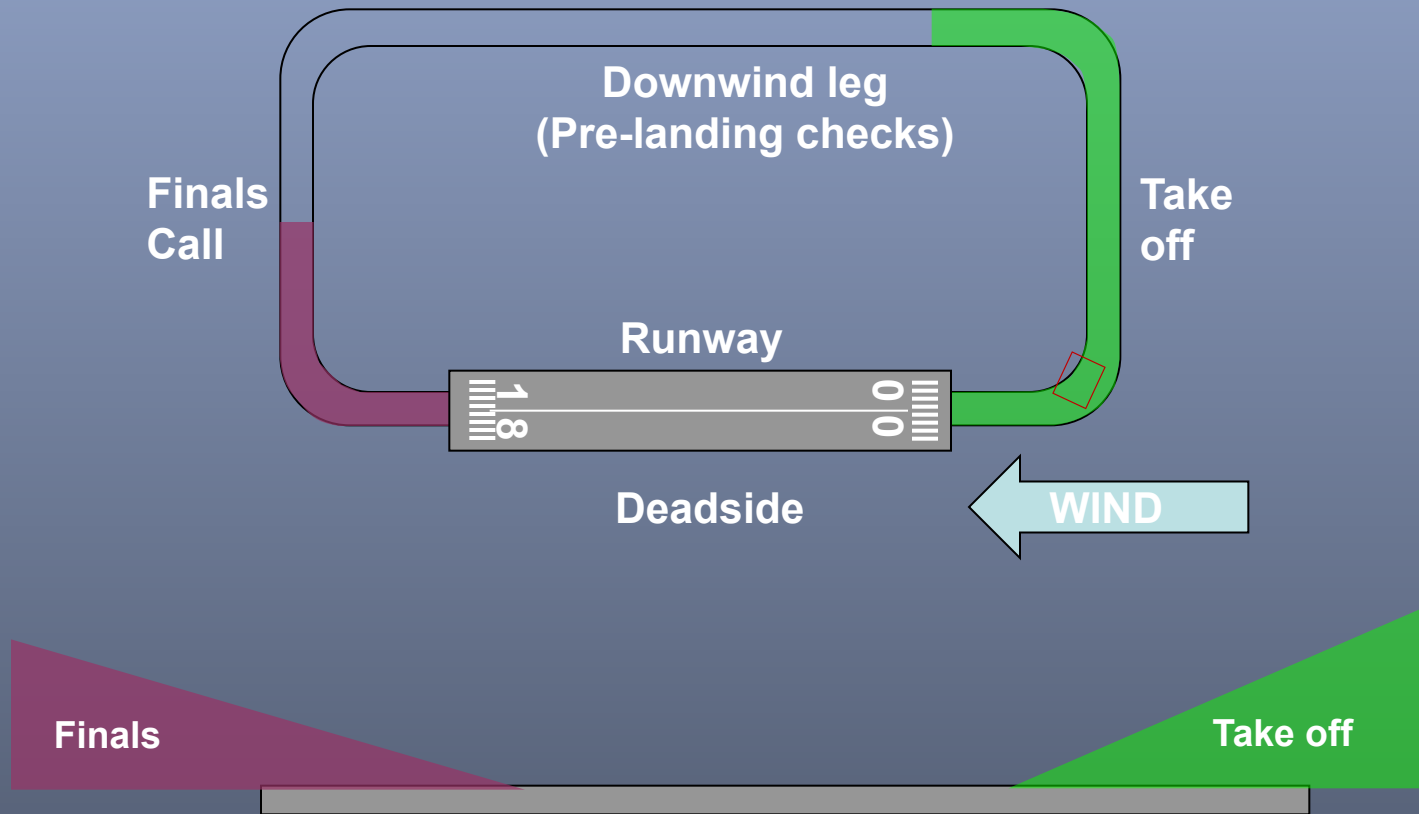 Downwind leg
(Pre-landing checks)
Finals
Call
Take
off
Runway
18
00
Deadside
WIND
Finals
Take off